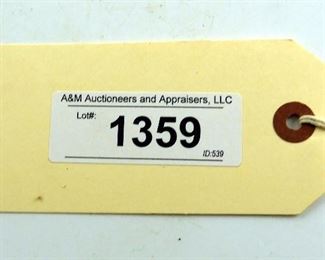 A&M Auctioneers and Appraisers, LLC
Lot#:
1359
ID:539